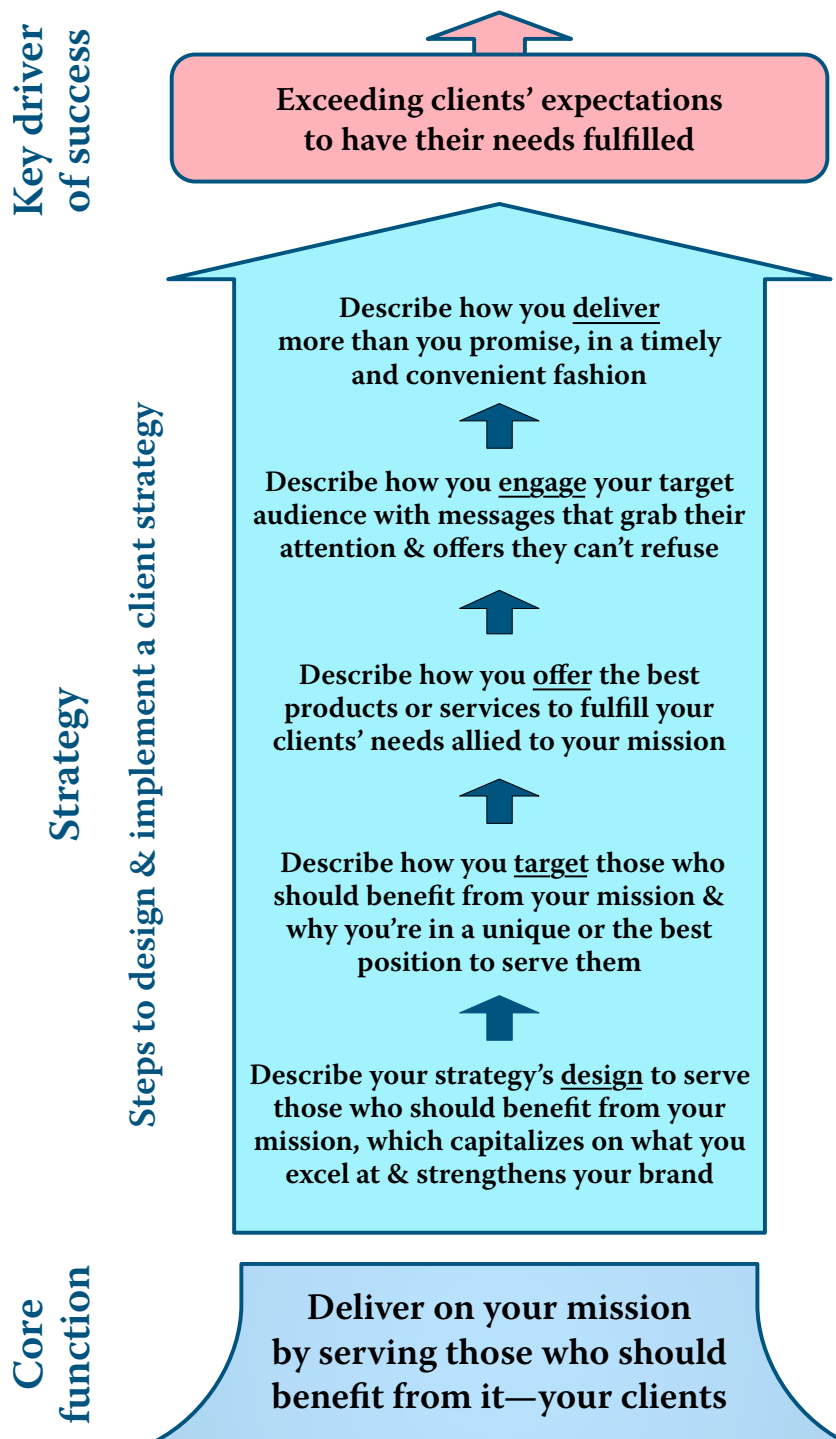 Key driver
of success
Exceeding clients’ expectations
to have their needs fulfilled
Strategy
Steps to design & implement a client strategy
Describe how you deliver
more than you promise, in a timely
and convenient fashion
Describe how you engage your target
audience with messages that grab their
attention & offers they can’t refuse
Describe how you offer the best
products or services to fulfill your
clients’ needs allied to your mission
Describe how you target those who
should benefit from your mission &
why you’re in a unique or the best
position to serve them
Describe your strategy’s design to serve
those who should benefit from your
mission, which capitalizes on what you
excel at & strengthens your brand
Core
function
Deliver on your mission
by serving those who should
benefit from it—your clients